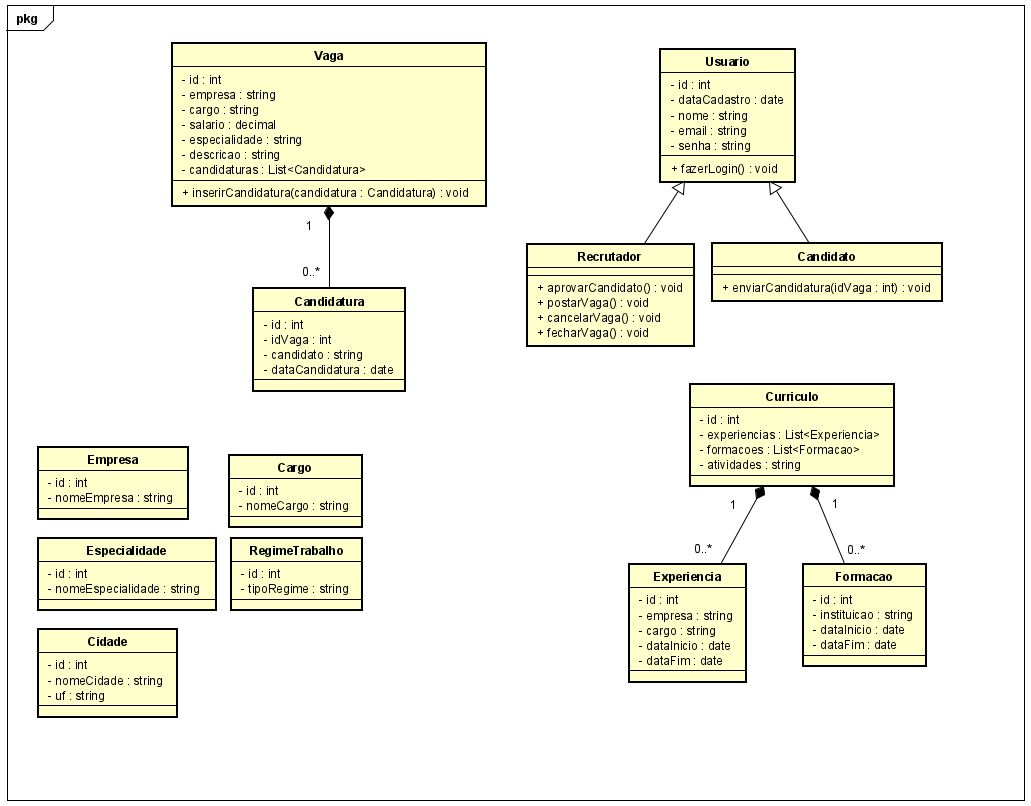 pkg
Vaga
- id : int
- empresa : string
- cargo : string
- salario : decimal
- especialidade : string
- descricao : string
- candidaturas : List<Candidatura>
+ inserirCandidatura(candidatura : Candidatura) : void
1
0..*
Candidatura
- id : int
- idVaga : int
- candidato : string
- dataCandidatura : date
Usuario
- id : int
- dataCadastro : date
- nome : string
- email : string
- senha : string
+ fazerLogin() : void
Recrutador
+ aprovarCandidato() : void
+ postarVaga() : void
+ cancelarVaga() : void
+ fecharVaga() : void
Candidato
+ enviarCandidatura(idVaga : int) : void
Curriculo
- id : int
- experiencias : List<Experiencia>
- formacoes : List<Formacao>
- atividades : string
1
1
0..*
0..*
Experiencia
- id : int
- empresa : string
- cargo : string
- dataInicio : date
- dataFim : date
Formacao
- id : int
- instituicao : string
- dataInicio : date
- dataFim : date
Empresa
- id : int
- nomeEmpresa : string
Cargo
- id : int
- nomeCargo : string
Especialidade
- id : int
- nomeEspecialidade : string
RegimeTrabalho
- id : int
- tipoRegime : string
Cidade
- id : int
- nomeCidade : string
- uf : string